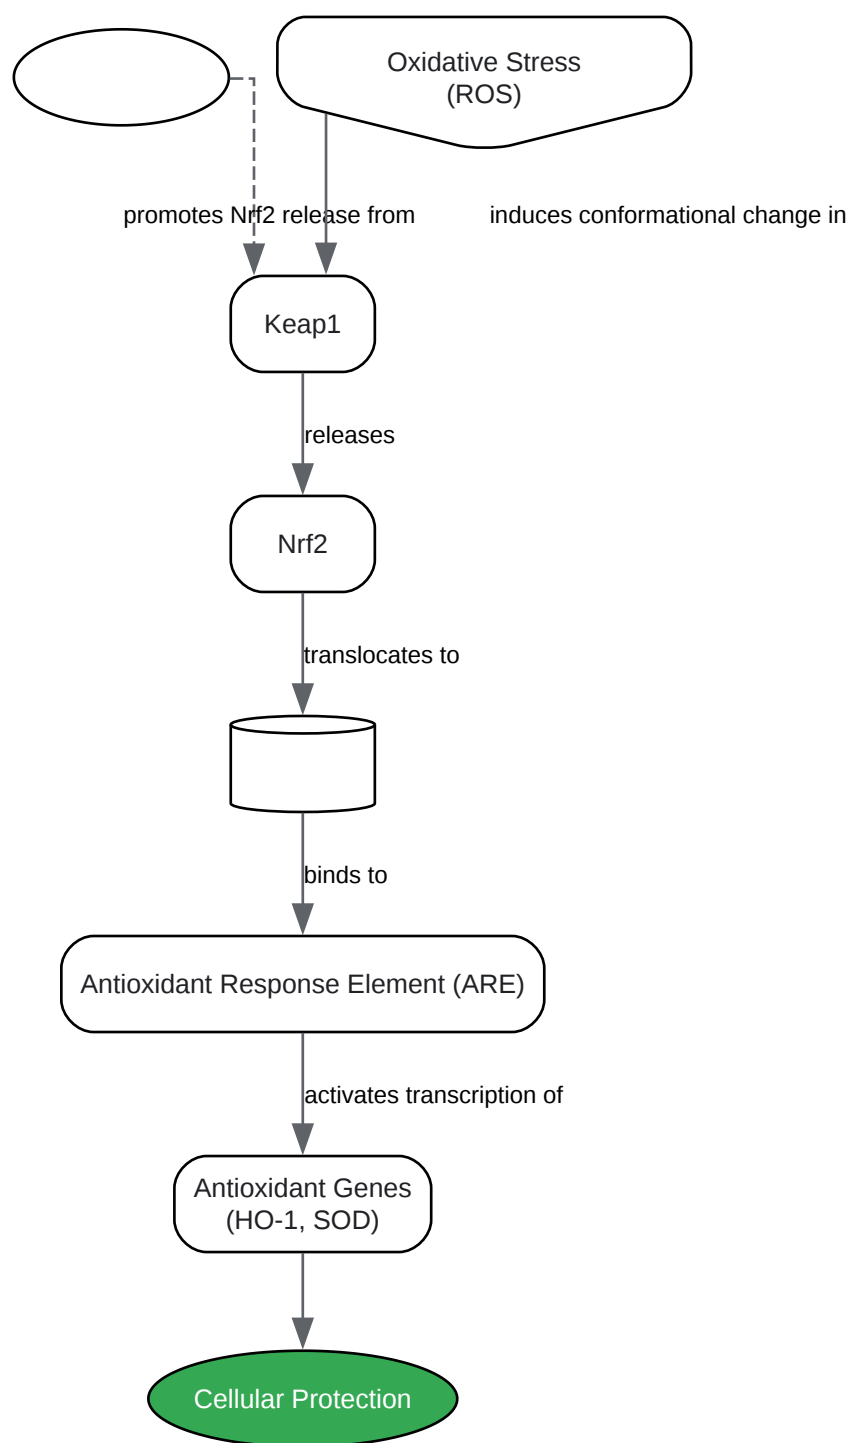 Oxidative Stress
(ROS)
promotes Nrf2 release from
induces conformational change in
Keap1
releases
Nrf2
translocates to
binds to
Antioxidant Response Element (ARE)
activates transcription of
Antioxidant Genes
(HO-1, SOD)
Cellular Protection